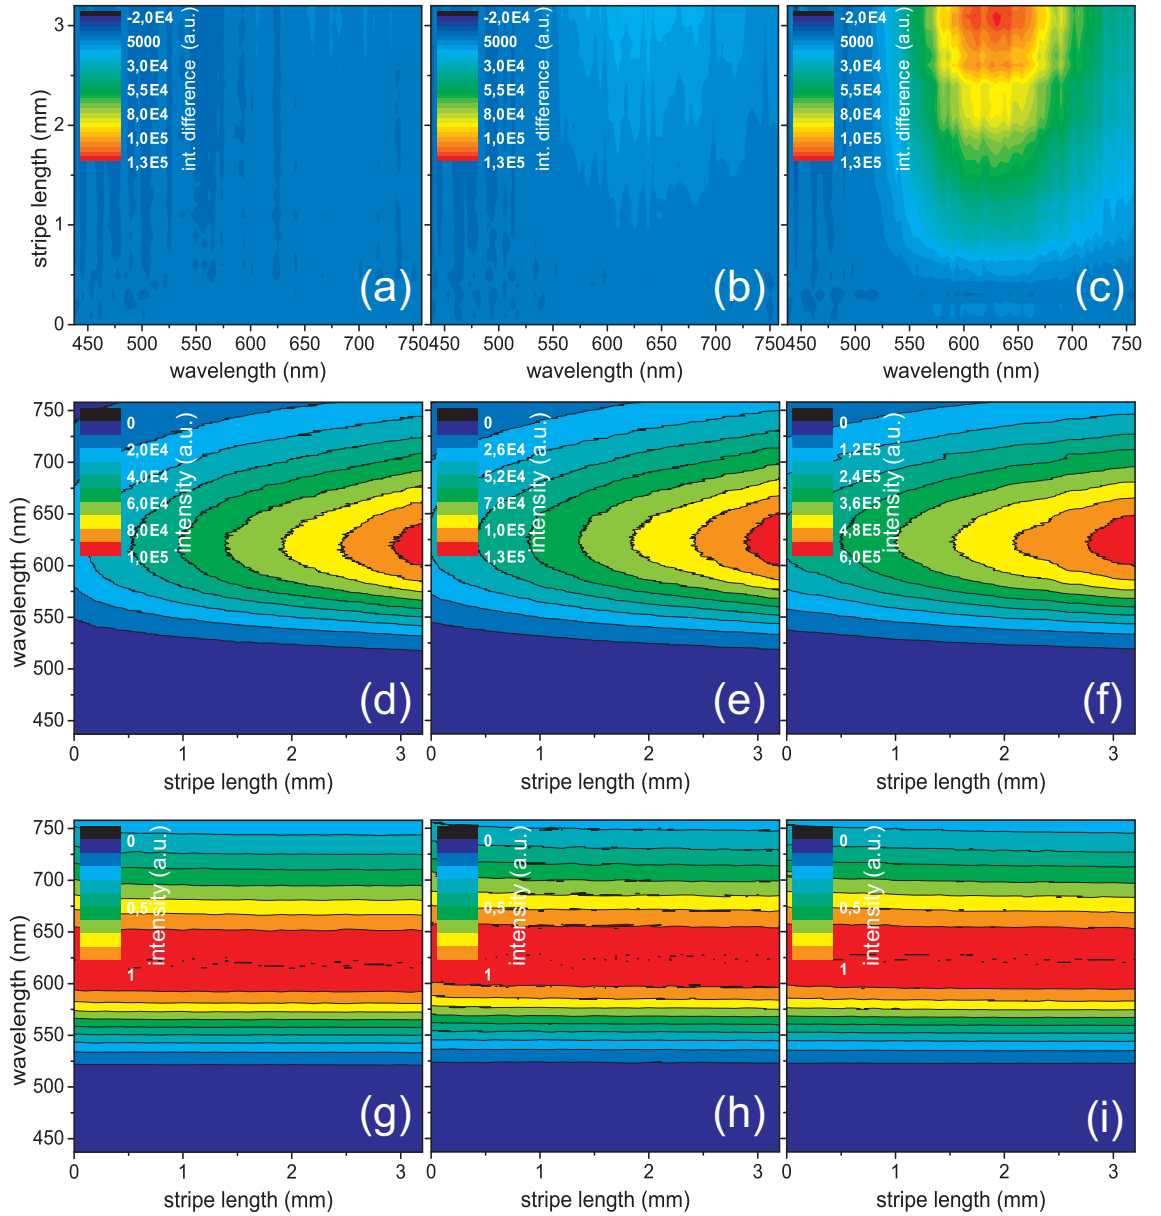 3
2
1
0
stripe length (mm)
-2,0E4
5000
3,0E4
5,5E4
8,0E4
1,0E5
1,3E5
int. difference (a.u.)
(a)
450 500 550 600 650 700 750
wavelength (nm)
-2,0E4
5000
3,0E4
5,5E4
8,0E4
1,0E5
1,3E5
int. difference (a.u.)
(b)
450 500 550 600 650 700 750
wavelength (nm)
-2,0E4
5000
3,0E4
5,5E4
8,0E4
1,0E5
1,3E5
int. difference (a.u.)
(c)
450 500 550 600 650 700 750
wavelength (nm)
750
700
650
600
550
500
450
wavelength (nm)
0
2,0E4
4,0E4
6,0E4
8,0E4
1,0E5
intensity (a.u.)
(d)
0 1 2 3
stripe length (mm)
0
2,6E4
5,2E4
7,8E4
1,0E5
1,3E5
intensity (a.u.)
(e)
0 1 2 3
stripe length (mm)
0
1,2E5
2,4E5
3,6E5
4,8E5
6,0E5
intensity (a.u.)
(f)
0 1 2 3
stripe length (mm)
750
700
650
600
550
500
450
wavelength (nm)
0
0,5
1
intensity (a.u.)
(g)
0 1 2 3
stripe length (mm)
0
0,5
1
intensity (a.u.)
(h)
0 1 2 3
stripe length (mm)
0
0,5
1
intensity (a.u.)
(i)
0 1 2 3
stripe length (mm)